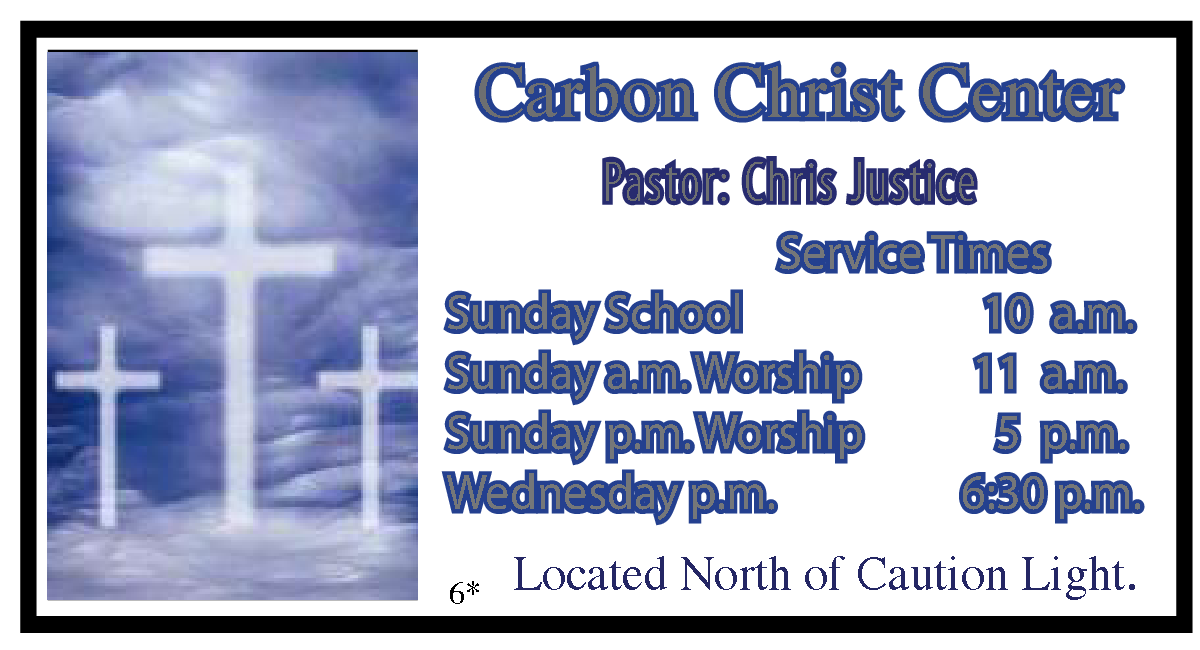 Carbon Christ Center
Pastor: Chris Justice
Service Times
Sunday School 10 a.m.
Sunday a.m. Worship 11 a.m.
Sunday p.m. Worship 5 p.m.
Wednesday p.m. 6:30 p.m.
6* Located North of Caution Light.